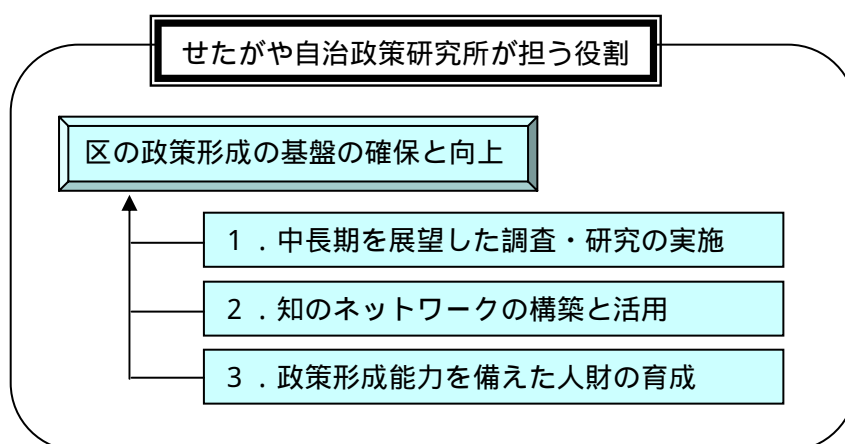 せたがや自治政策研究所が担う役割
区の政策形成の基盤の確保と向上
１．中長期を展望した調査・研究の実施
２．知のネットワークの構築と活用
３．政策形成能力を備えた人財の育成